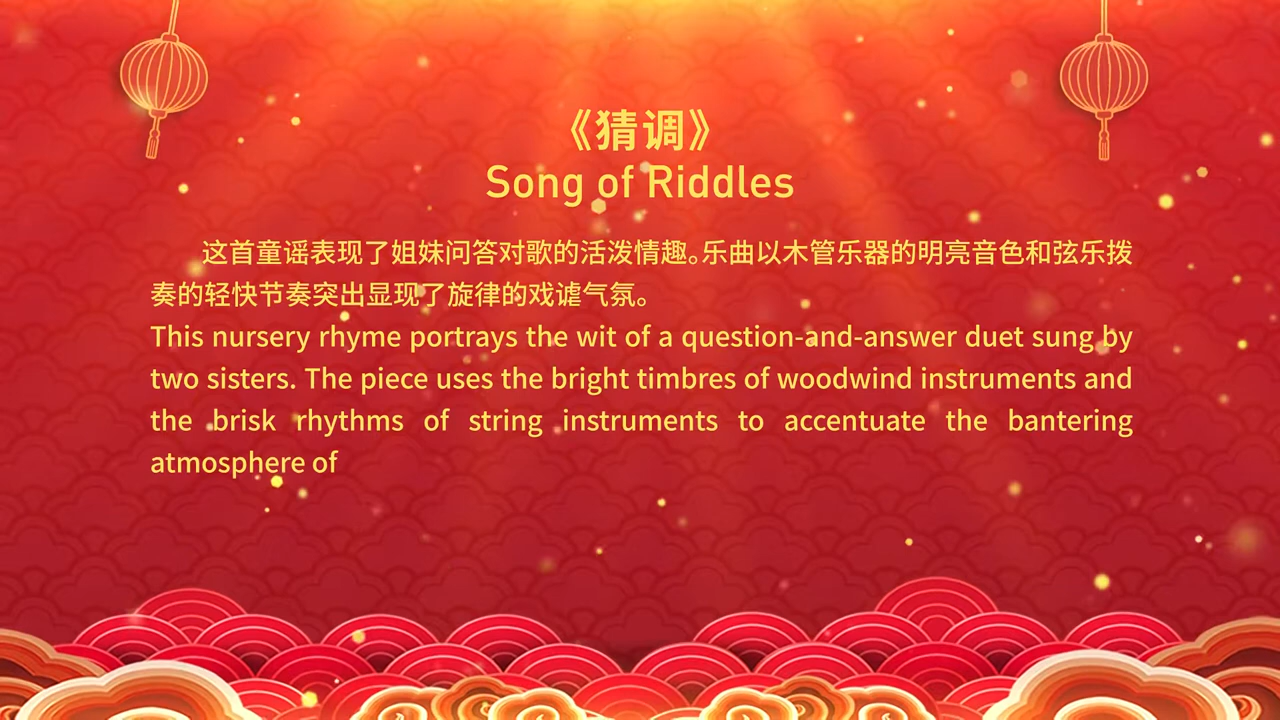 《猜调》
Song of Riddles
这首童谣表现了姐妹问答对歌的活泼情趣。乐曲以木管乐器的明亮音色和弦乐拨
奏的轻快节奏突出显现了旋律的戏谑气氛。
This nursery rhyme portrays the wit of a question-and-answer duet sung by
two sisters. The piece uses the bright timbres of woodwind instruments and
the brisk rhythms of string instruments to accentuate the bantering
atmosphere of